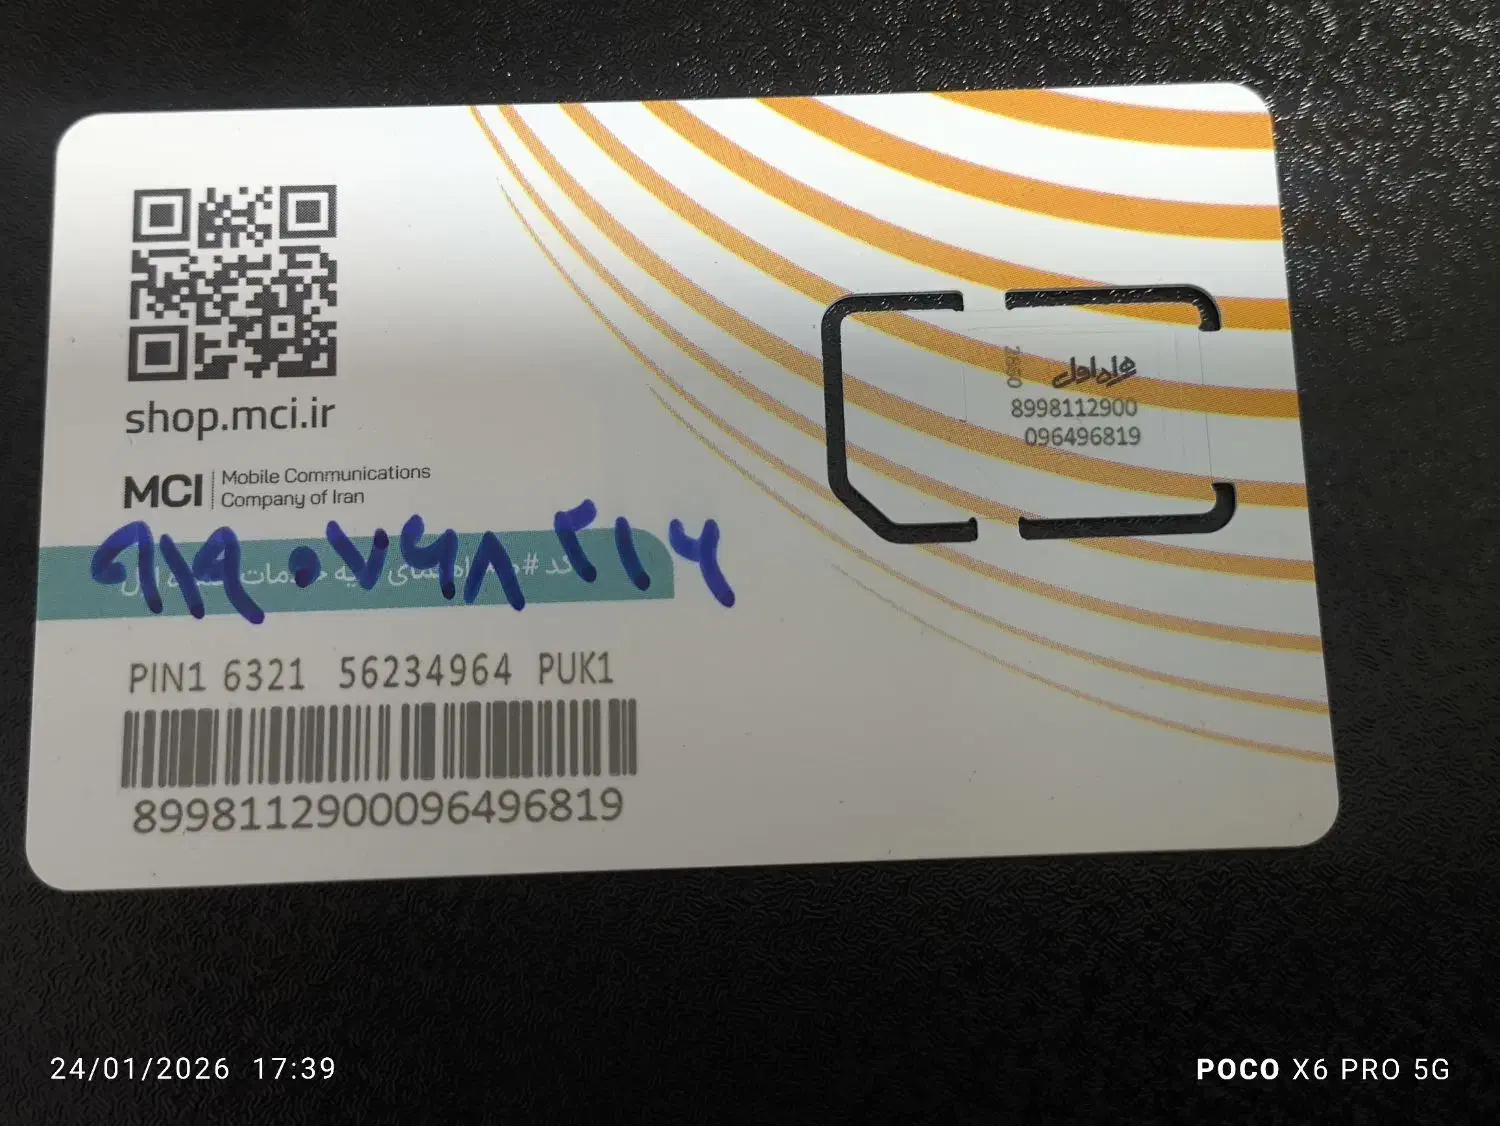 shop.mci.ir
MCI
Mobile Communications
Company of Iran
PIN1 6321 56234964 PUK1
8998112900096496819
2850
همراه اول
8998112900
096496819
24/01/2026 17:39
POCO X6 PRO 5G